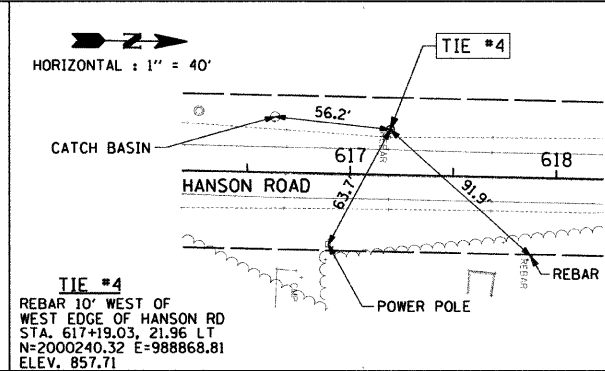 N
HORIZONTAL : 1" = 40'
TIE #4
56.2'
CATCH BASIN
REBAR
617
618
HANSON ROAD
63.7'
91.9'
REBAR
REBAR
CMP
POWER POLE
TIE #4
REBAR 10' WEST OF
WEST EDGE OF HANSON RD
STA. 617+19.03, 21.96 LT
N=2000240.32 E=988868.81
ELEV. 857.71